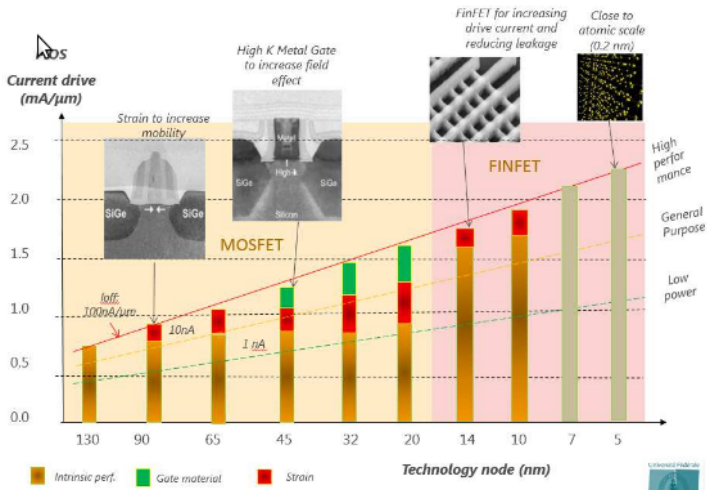 FinFET for increasing
drive current and
reducing leakage
Close to
atomic scale
(0.2 nm)
High K Metal Gate
to increase field
effect
Current drive
(mA/µm)
Strain to increase
mobility
Metal
High-k
SiGe
SiGe
Silicon
SiGe
SiGe
MOSFET
FINFET
High
perfor
mance
General
Purpose
Low
power
2.5
2.0
1.5
1.0
0.5
0.0
Ioff:
100nA/µm
10nA
1 nA
130 90 65 45 32 20 14 10 7 5
Technology node (nm)
Intrinsic perf.
Gate material
Strain